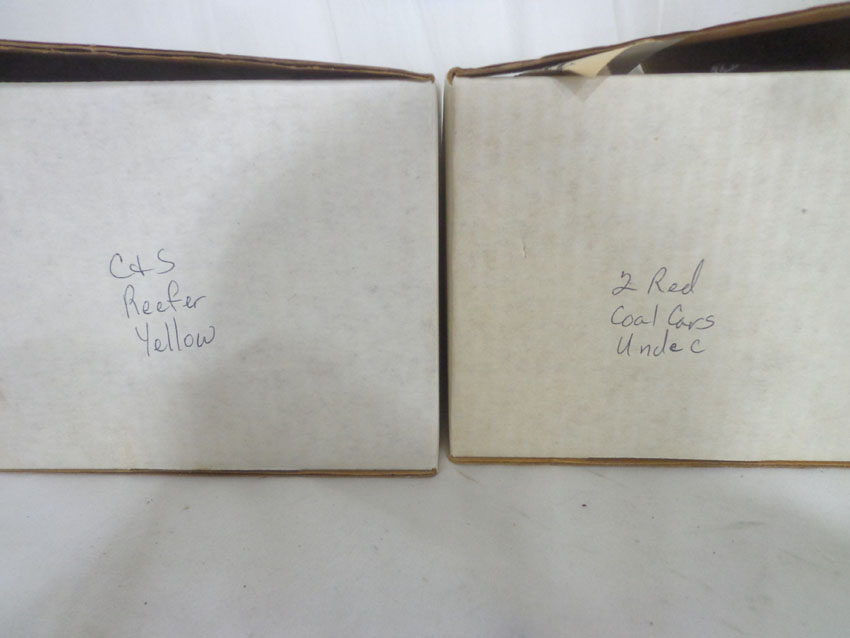 C&S
Reefer
Yellow
2 Red
Coal Cars
Undec